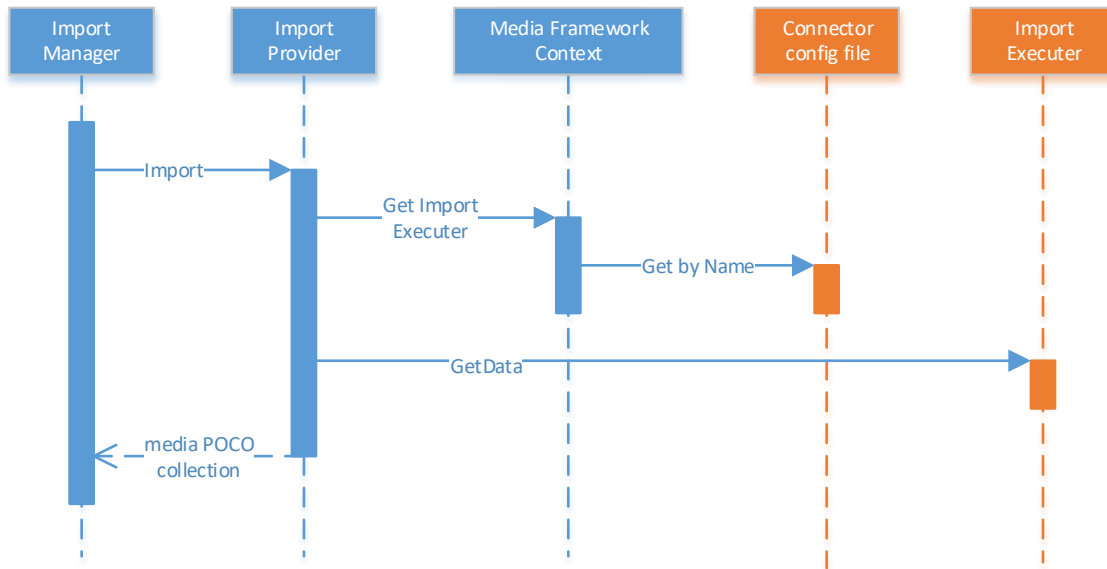 Import
Manager
Import
Provider
Media Framework
Context
Connector
config file
Import
Executer
Import
Get Import
Executer
Get by Name
GetData
media POCO
collection